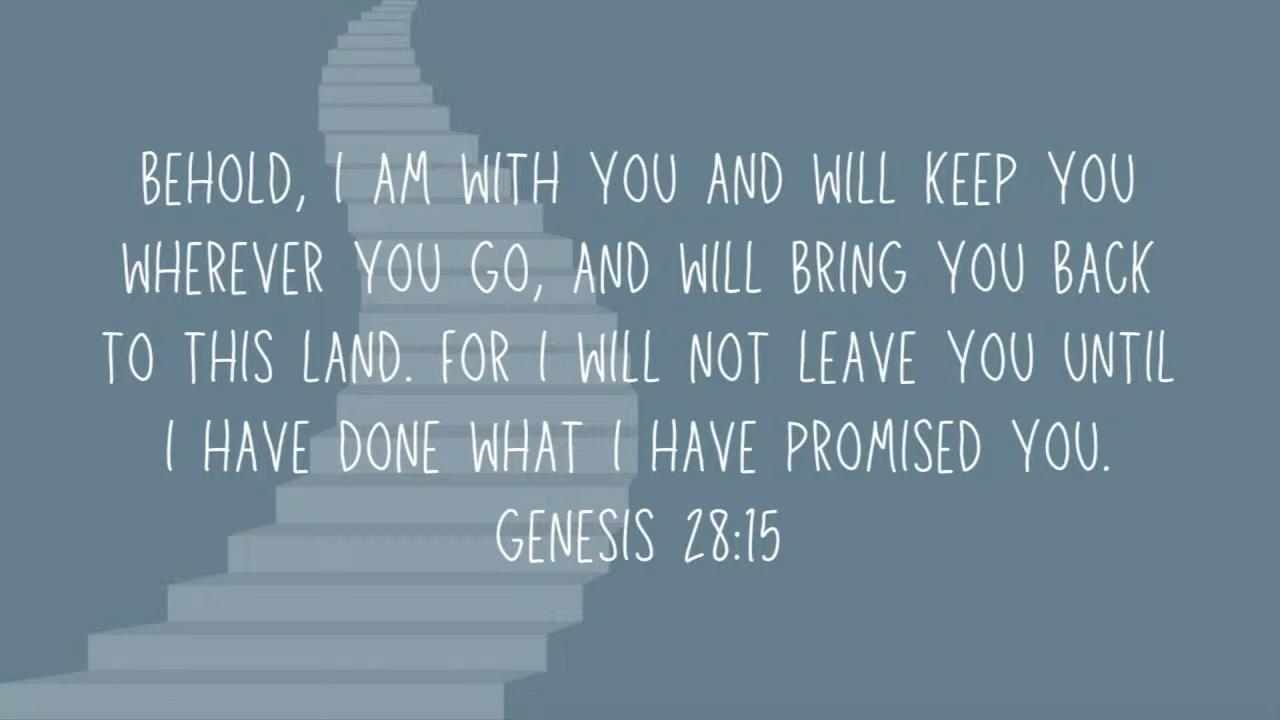 BEHOLD, I AM WITH YOU AND WILL KEEP YOU
WHEREVER YOU GO, AND WILL BRING YOU BACK
TO THIS LAND. FOR I WILL NOT LEAVE YOU UNTIL
I HAVE DONE WHAT I HAVE PROMISED YOU.
GENESIS 28:15